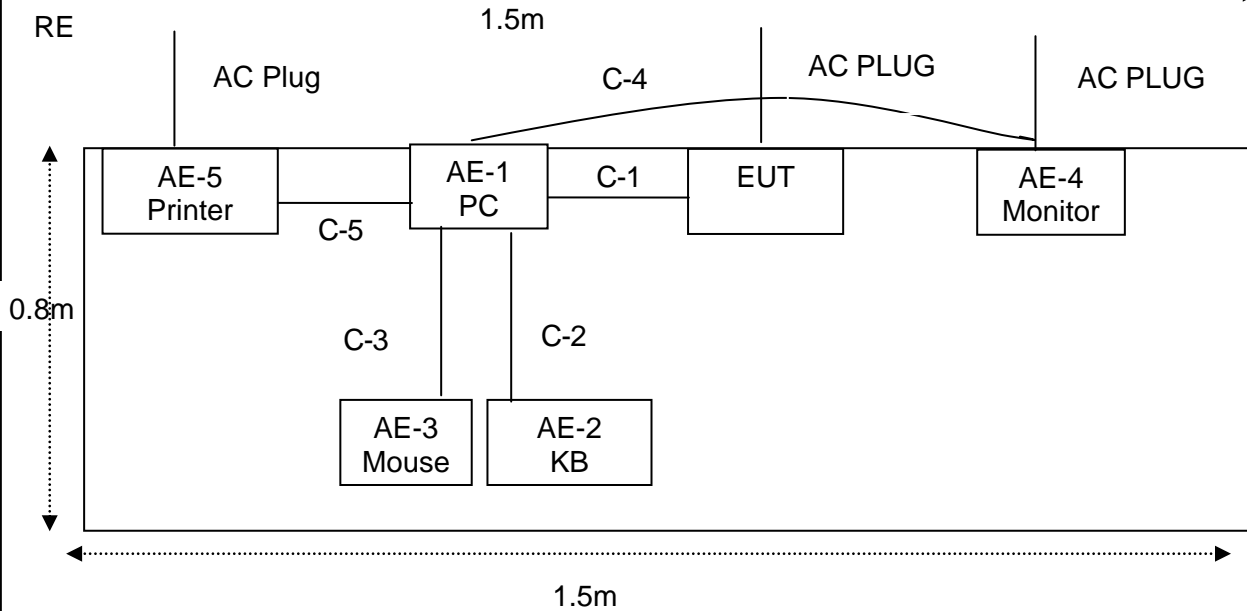 RE
1.5m
AC Plug
C-4
AC PLUG
AC PLUG
AE-5
Printer
AE-1
PC
C-1
EUT
AE-4
Monitor
C-5
0.8m
C-3
C-2
AE-3
Mouse
AE-2
KB
1.5m